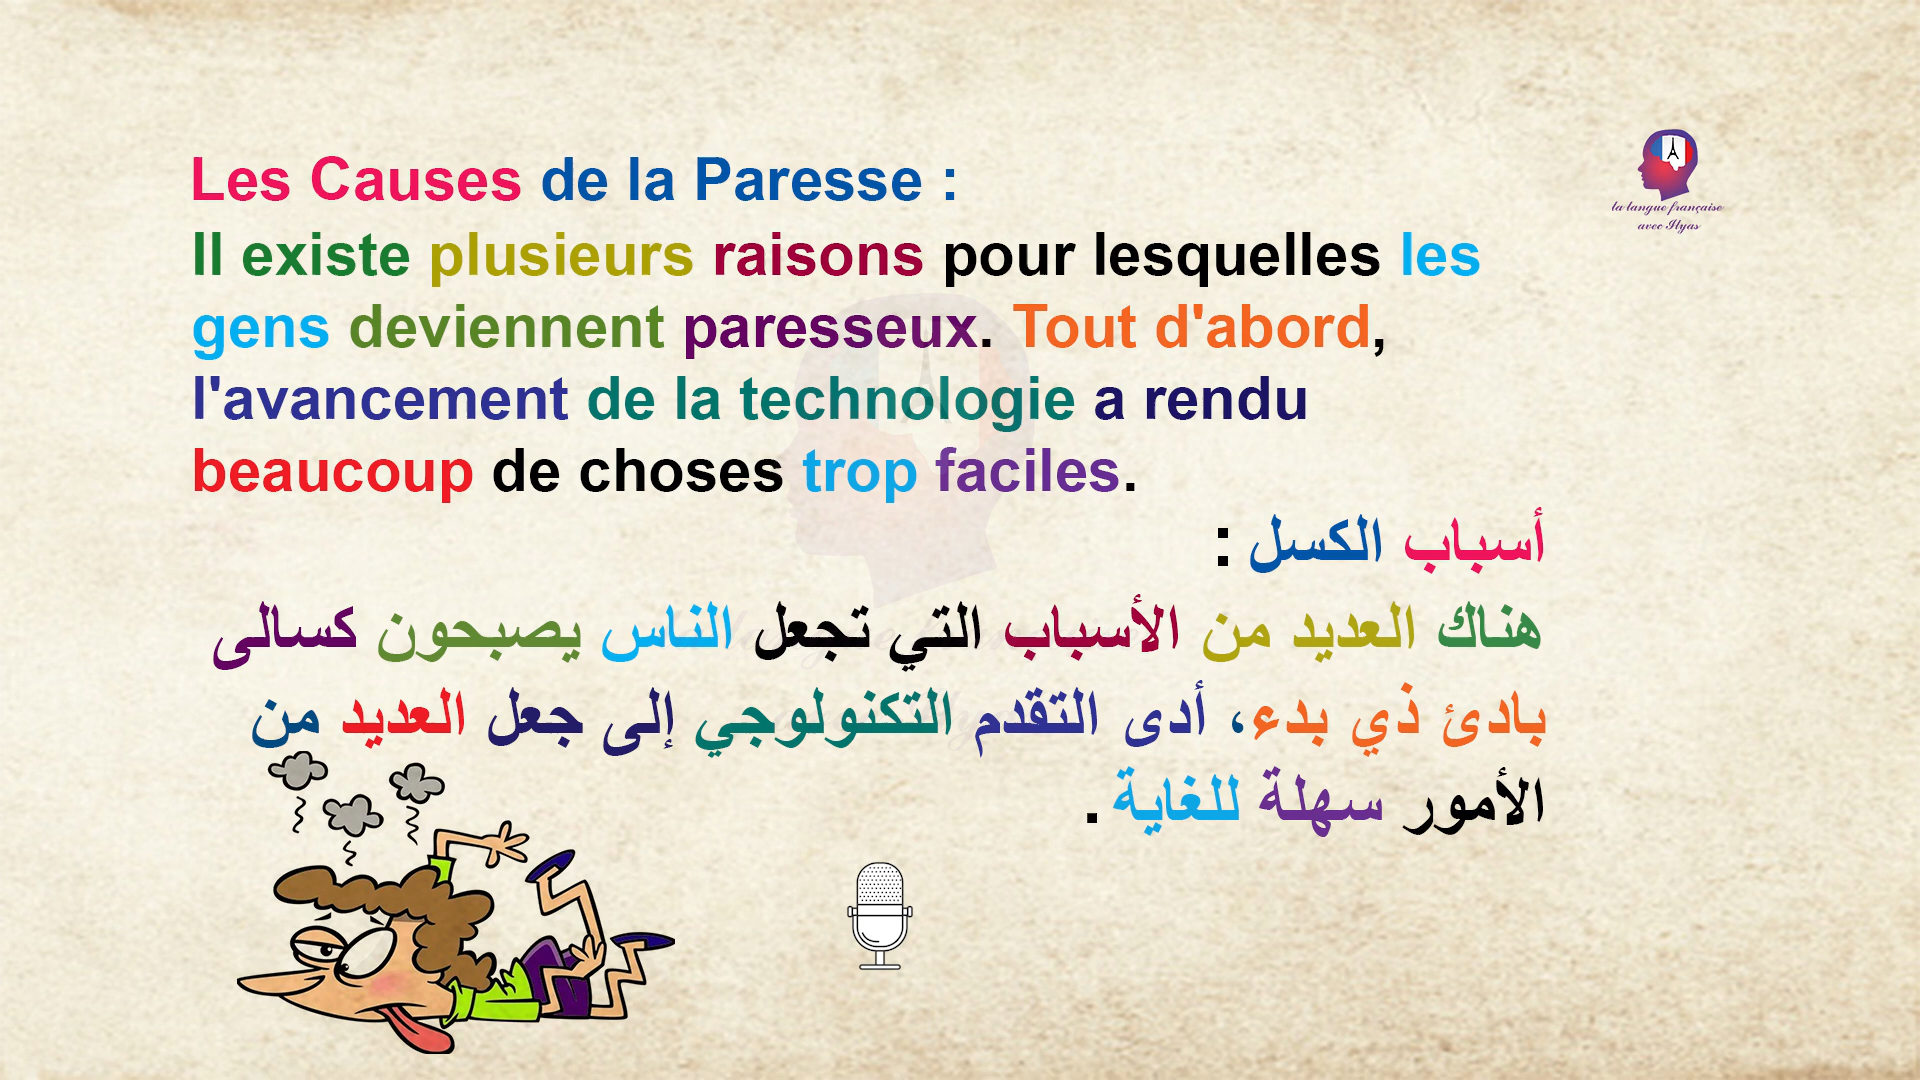 la langue française
avec Ilyas
Les Causes de la Paresse :
Il existe plusieurs raisons pour lesquelles les
gens deviennent paresseux. Tout d'abord,
l'avancement de la technologie a rendu
beaucoup de choses trop faciles.
أسباب الكسل :
هناك العديد من الأسباب التي تجعل الناس يصبحون كسالى
بادئ ذي بدء، أدى التقدم التكنولوجي إلى جعل العديد من
الأمور سهلة للغاية .